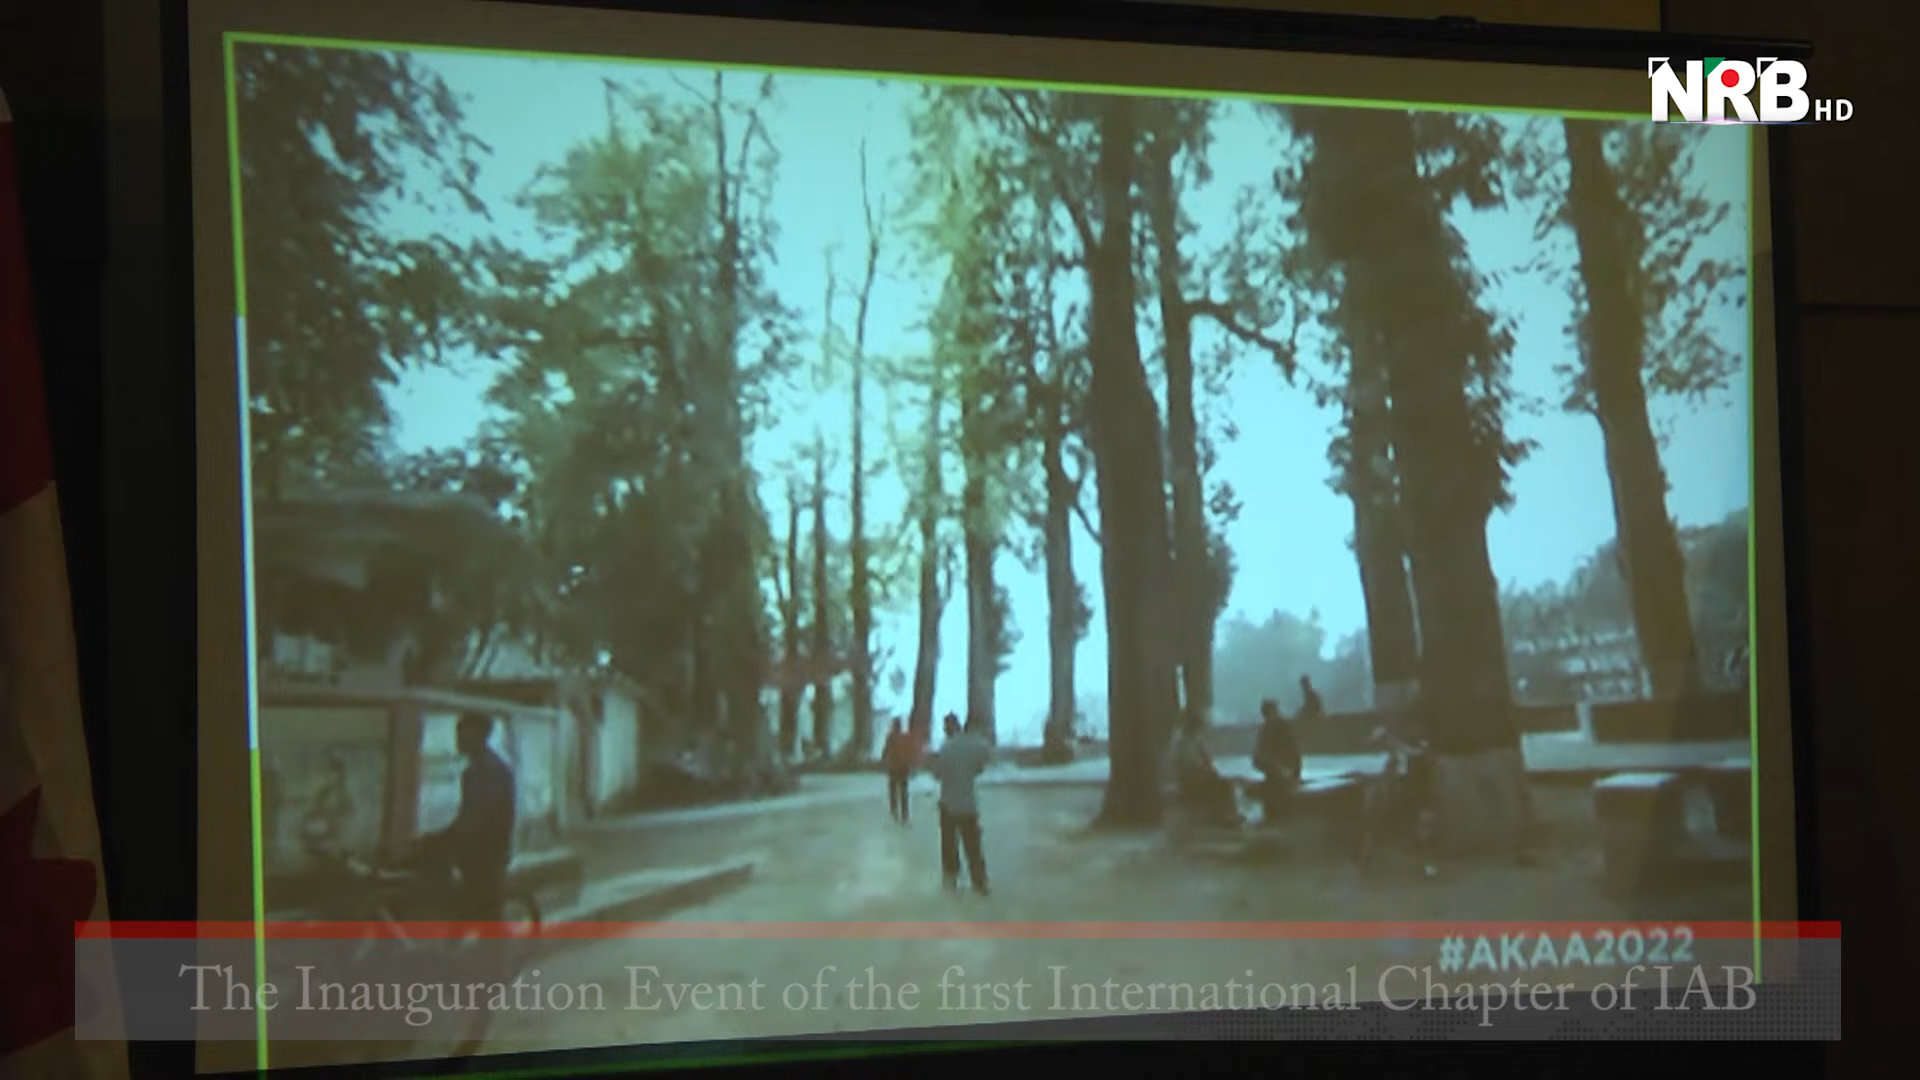 NRB HD
#AKAA2022
The Inauguration Event of the first International Chapter of IAB